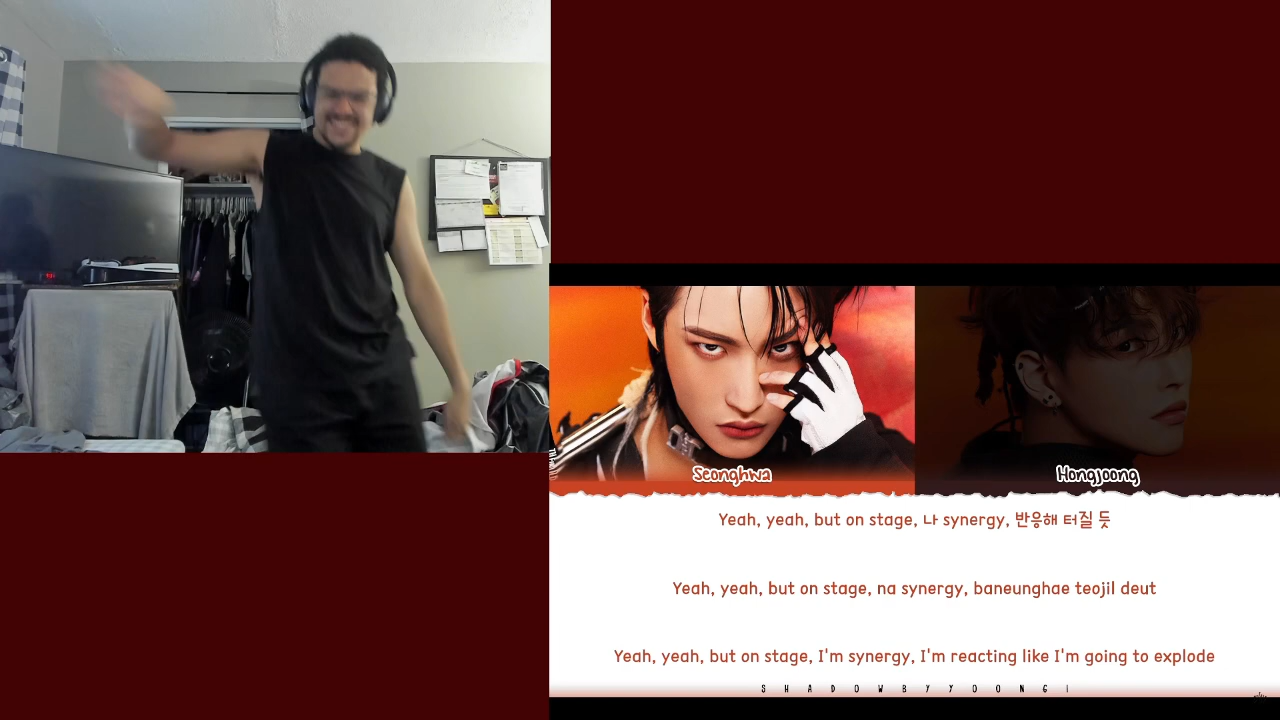 Seonghwa
Hongjoong
Yeah, yeah, but on stage, 나 synergy, 반응해 터질 듯
Yeah, yeah, but on stage, na synergy, baneunghae teojil deut
Yeah, yeah, but on stage, I'm synergy, I'm reacting like I'm going to explode
S H A D O W B Y Y O O N G I